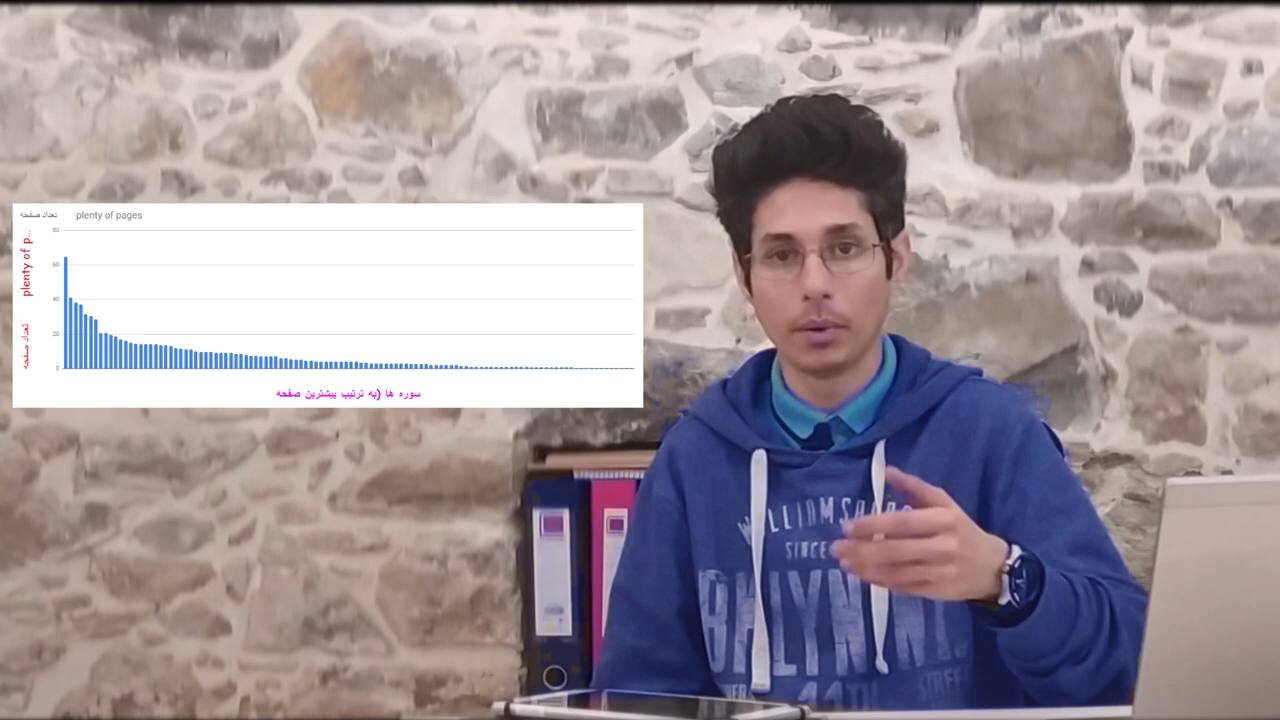 تعداد صفحه plenty of pages
plenty of p...
تعداد صفحه
80
60
40
20
0
سوره ها (به ترتیب بیشترین صفحه
SINCE
11TH